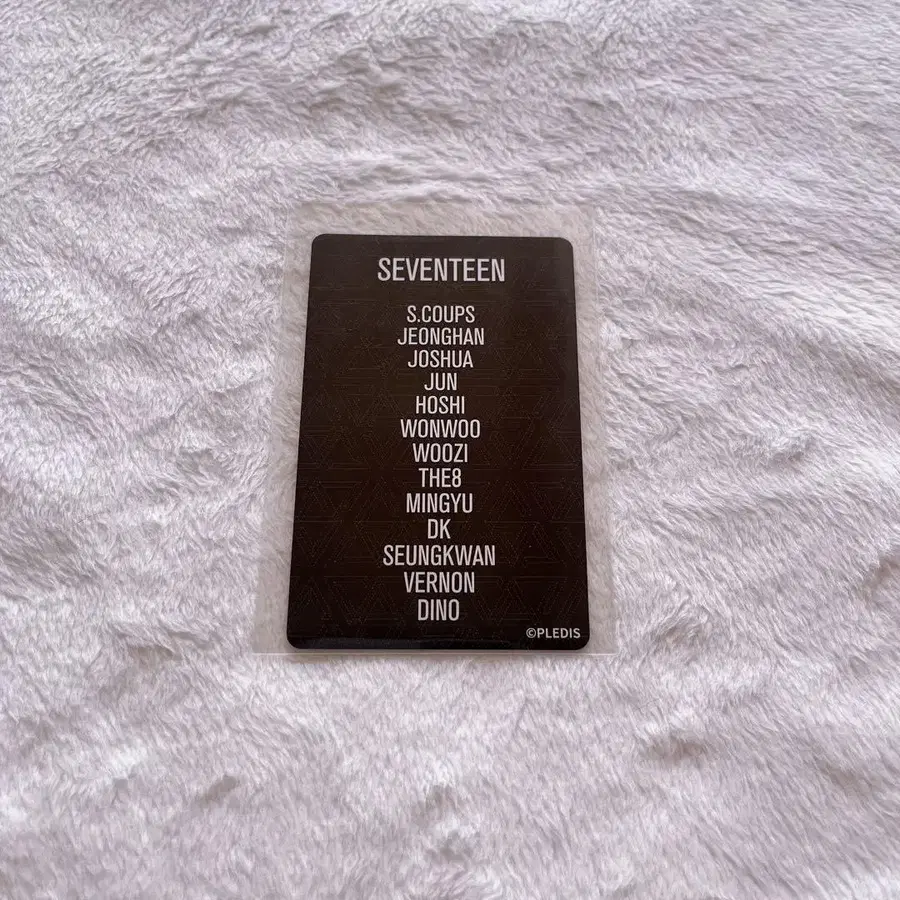 SEVENTEEN
S.COUPS
JEONGHAN
JOSHUA
JUN
HOSHI
WONWOO
WOOZI
THE8
MINGYU
DK
SEUNGKWAN
VERNON
DINO
©PLEDIS